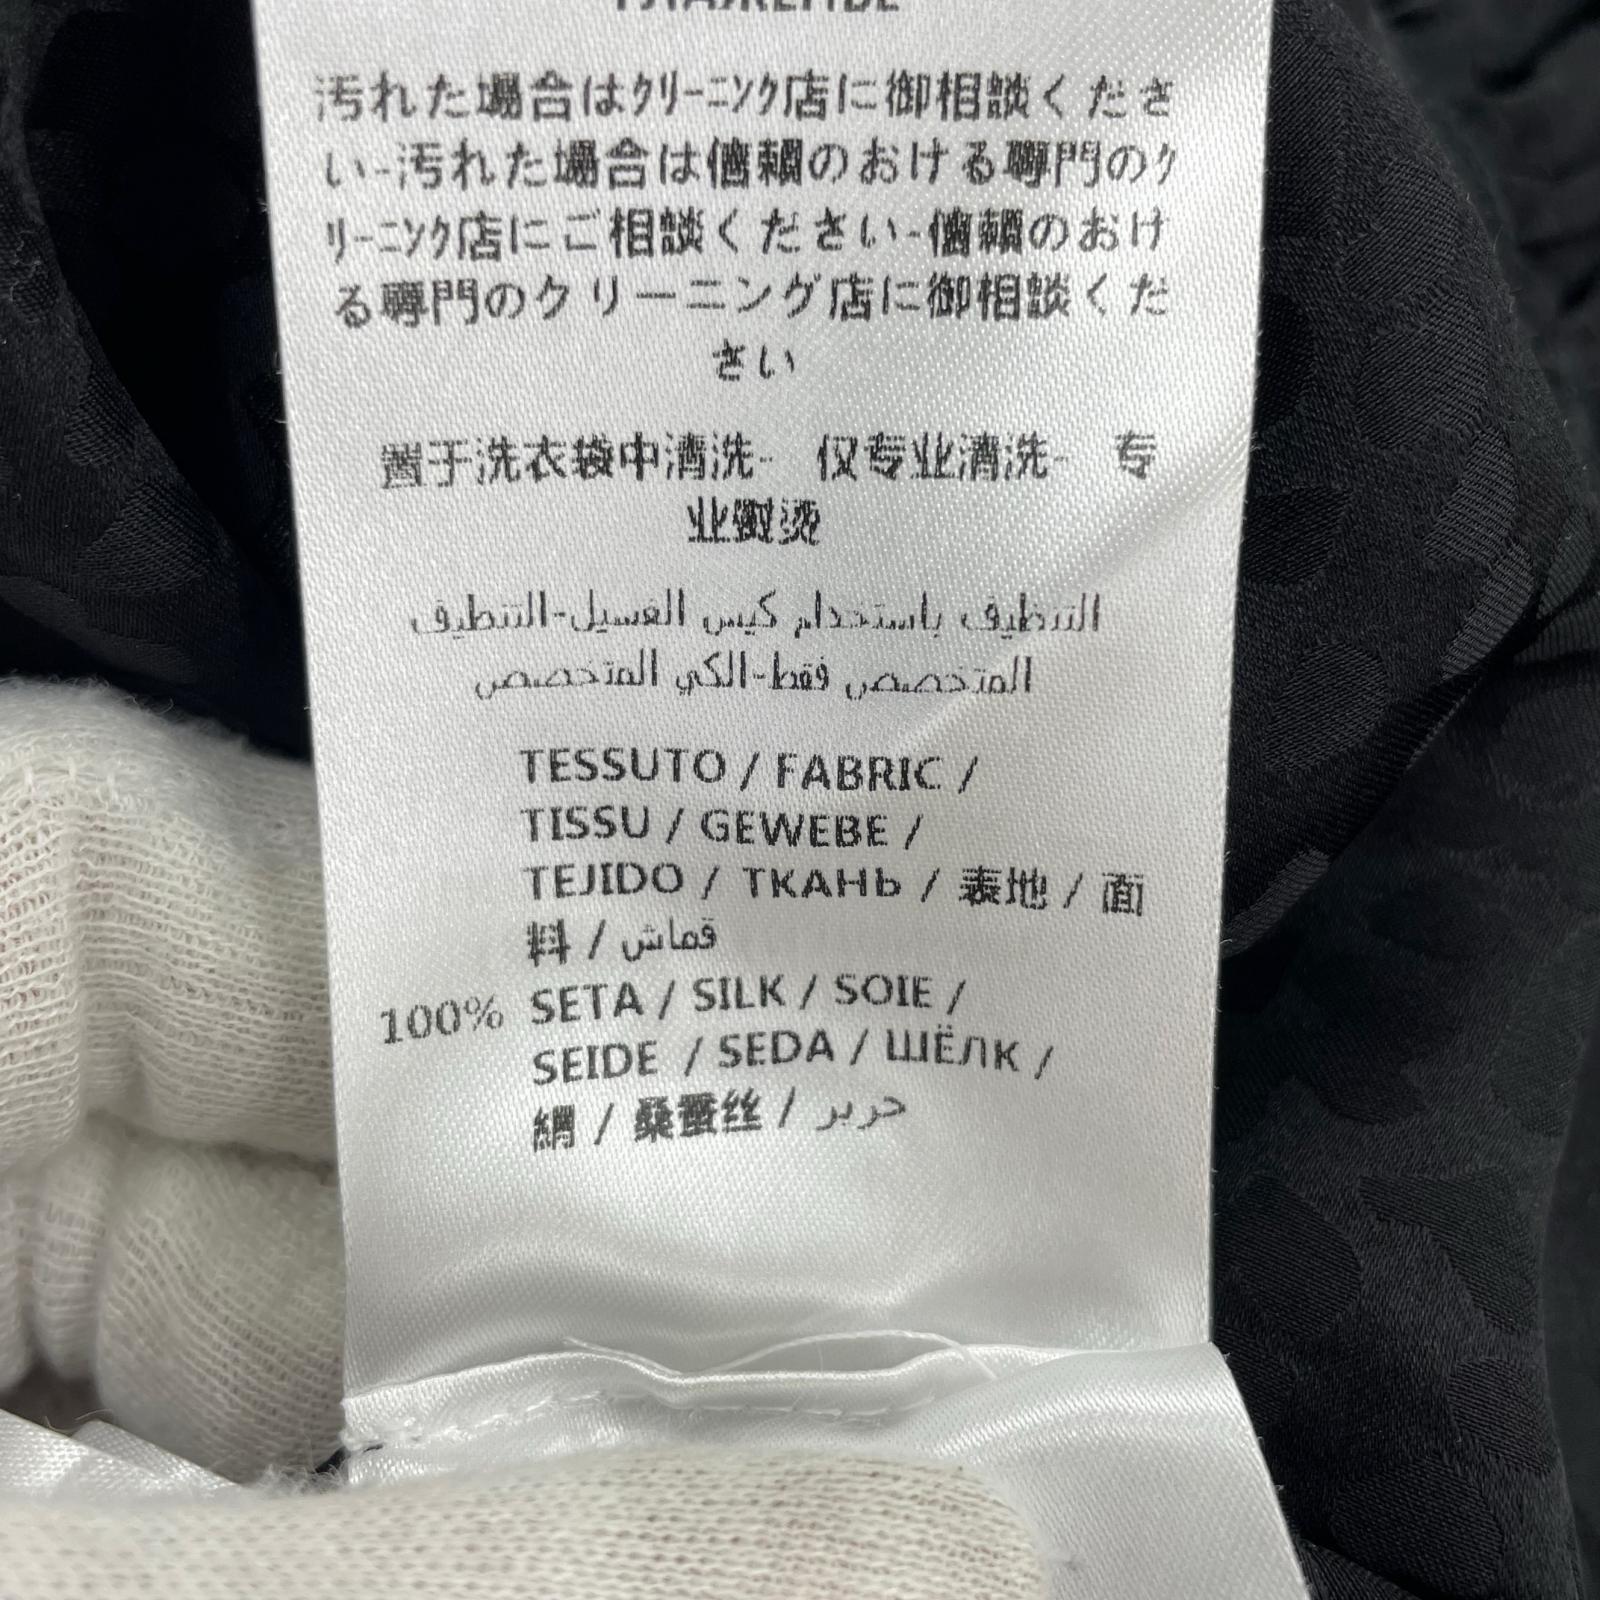 汚れた場合はｸﾘｰﾆﾝｸ店に御相談くださ
い-汚れた場合は信頼のおける専門のｸ
ﾘｰﾆﾝｸ店にご相談ください-信頼のおけ
る専門のクリーニング店に御相談くだ
さい
置于洗衣袋中清洗- 仅专业清洗- 专
业熨烫
التنظيف باستخدام كيس الغسيل-التنظيف
المتخصص فقط-الكي المتخصص
TESSUTO / FABRIC /
TISSU / GEWEBE /
TEJIDO / ТКАНЬ / 表地 / 面
料 / قماش
100% SETA / SILK / SOIE /
SEIDE / SEDA / ШЁЛК /
絹 / 桑蚕丝 / حرير